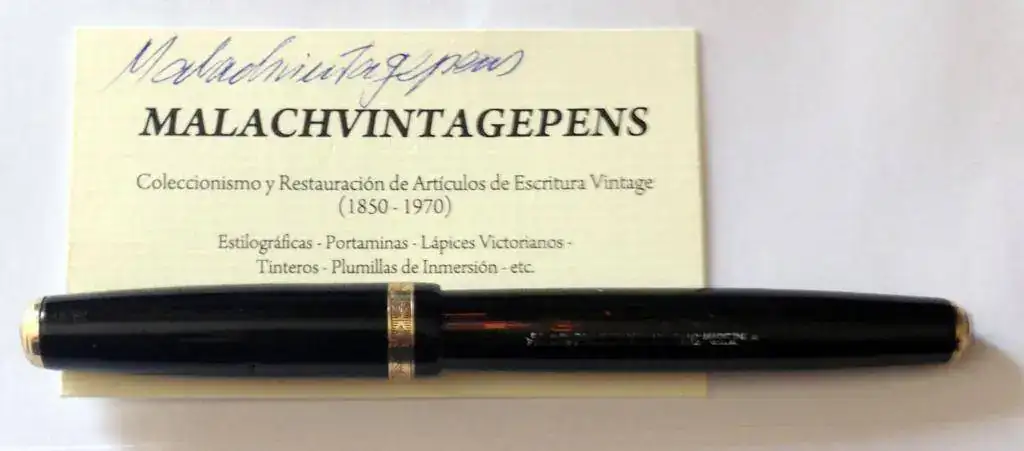 Malachvintagepens
MALACHVINTAGEPENS
Coleccionismo y Restauración de Artículos de Escritura Vintage
(1850 - 1970)
Estilográficas - Portaminas - Lápices Victorianos -
Tinteros - Plumillas de Inmersión - etc.